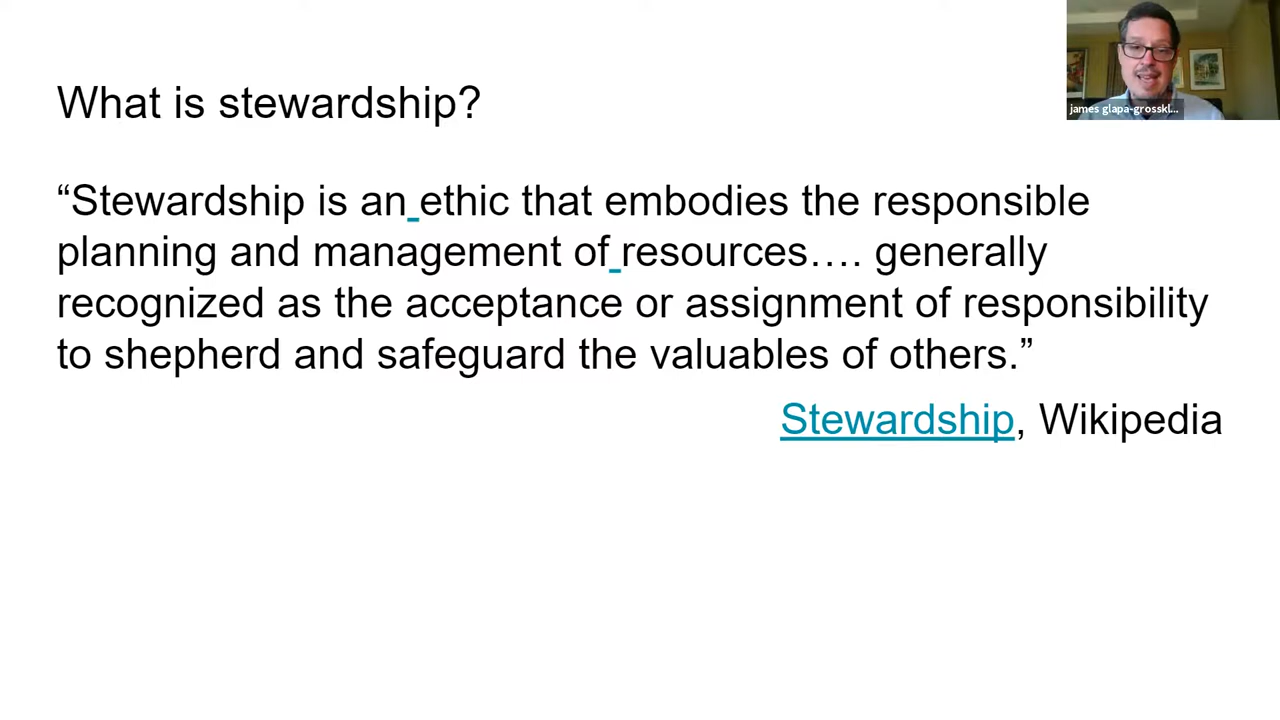 What is stewardship?
james glapa-grosskl...
“Stewardship is an ethic that embodies the responsible
planning and management of resources…. generally
recognized as the acceptance or assignment of responsibility
to shepherd and safeguard the valuables of others.”
Stewardship, Wikipedia